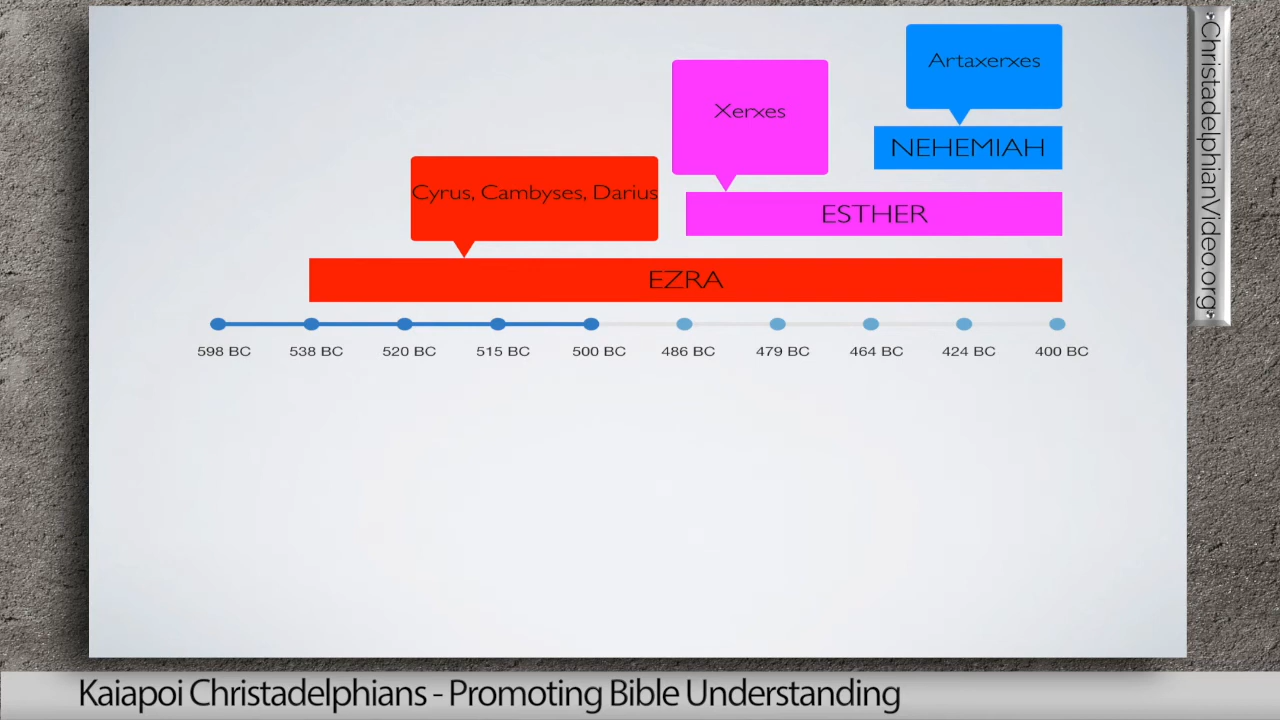 Artaxerxes
Xerxes
NEHEMIAH
Cyrus, Cambyses, Darius
ESTHER
EZRA
598 BC 538 BC 520 BC 515 BC 500 BC 486 BC 479 BC 464 BC 424 BC 400 BC
ChristadelphianVideo.org
Kaiapoi Christadelphians - Promoting Bible Understanding